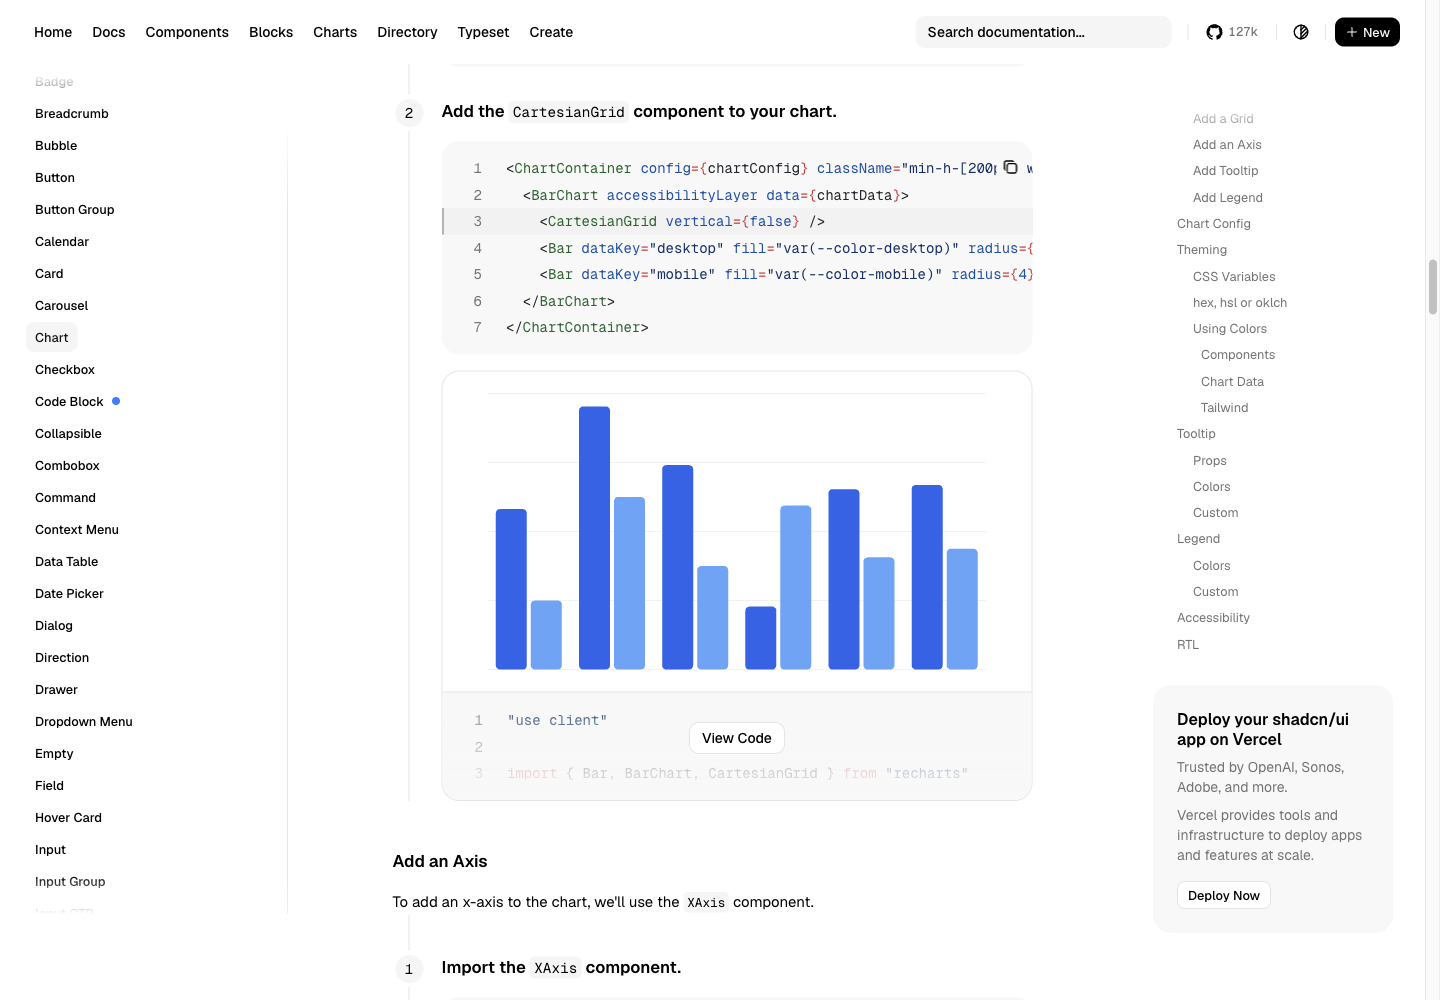 Home Docs Components Blocks Charts Directory Typeset Create
Search documentation...
127k
New
Badge
Breadcrumb
Bubble
Button
Button Group
Calendar
Card
Carousel
Chart
Checkbox
Code Block
Collapsible
Combobox
Command
Context Menu
Data Table
Date Picker
Dialog
Direction
Drawer
Dropdown Menu
Empty
Field
Hover Card
Input
Input Group
2
Add the CartesianGrid component to your chart.
1 <ChartContainer config={chartConfig} className="min-h-[200p w
2 <BarChart accessibilityLayer data={chartData}>
3 <CartesianGrid vertical={false} />
4 <Bar dataKey="desktop" fill="var(--color-desktop)" radius={
5 <Bar dataKey="mobile" fill="var(--color-mobile)" radius={4}
6 </BarChart>
7 </ChartContainer>
1 "use client"
2
View Code
3 import { Bar, BarChart, CartesianGrid } from "recharts"
Add an Axis
To add an x-axis to the chart, we'll use the XAxis component.
1
Import the XAxis component.
Add a Grid
Add an Axis
Add Tooltip
Add Legend
Chart Config
Theming
CSS Variables
hex, hsl or oklch
Using Colors
Components
Chart Data
Tailwind
Tooltip
Props
Colors
Custom
Legend
Colors
Custom
Accessibility
RTL
Deploy your shadcn/ui
app on Vercel
Trusted by OpenAI, Sonos,
Adobe, and more.
Vercel provides tools and
infrastructure to deploy apps
and features at scale.
Deploy Now